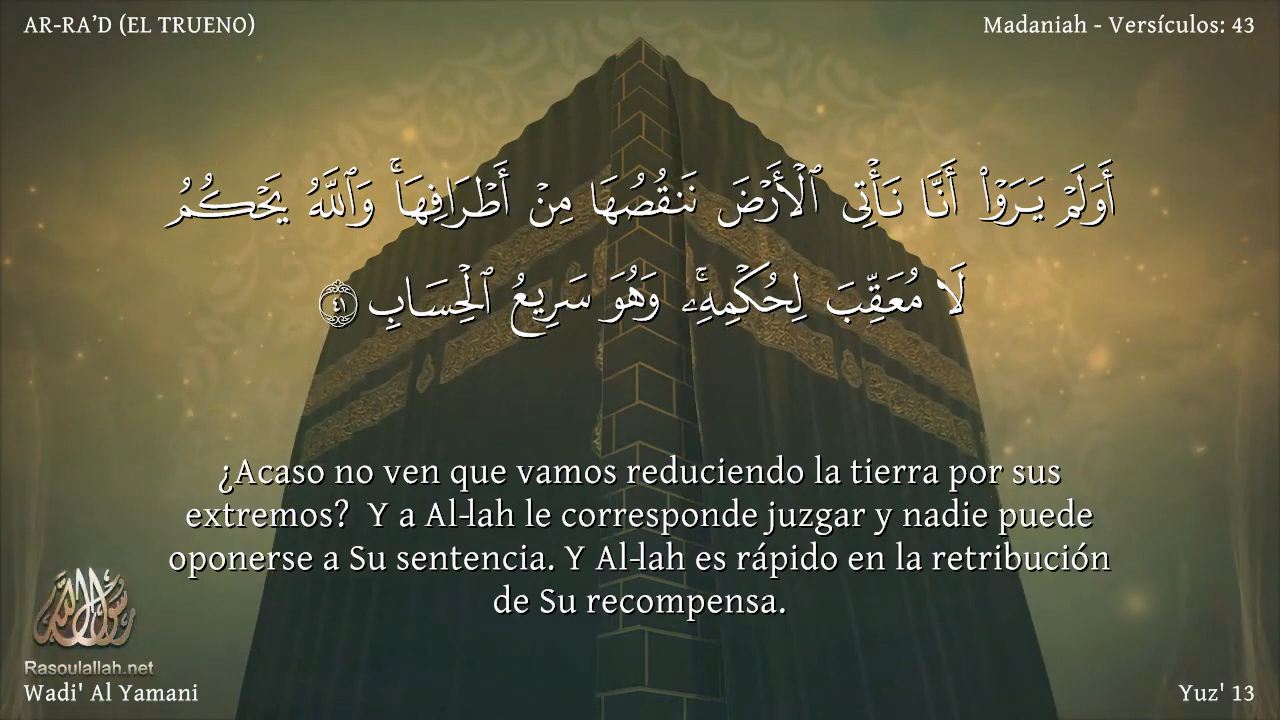 AR-RA’D (EL TRUENO)
Madaniah - Versículos: 43
أَوَلَمْ يَرَوْا۟ أَنَّا نَأْتِى ٱلْأَرْضَ نَنقُصُهَا مِنْ أَطْرَافِهَا ۚ وَٱللَّهُ يَحْكُمُ
لَا مُعَقِّبَ لِحُكْمِهِۦ ۚ وَهُوَ سَرِيعُ ٱلْحِسَابِ ٤١
¿Acaso no ven que vamos reduciendo la tierra por sus
extremos?  Y a Al-lah le corresponde juzgar y nadie puede
oponerse a Su sentencia. Y Al-lah es rápido en la retribución
de Su recompensa.
رسول الله
Rasoulallah.net
Wadi' Al Yamani
Yuz' 13